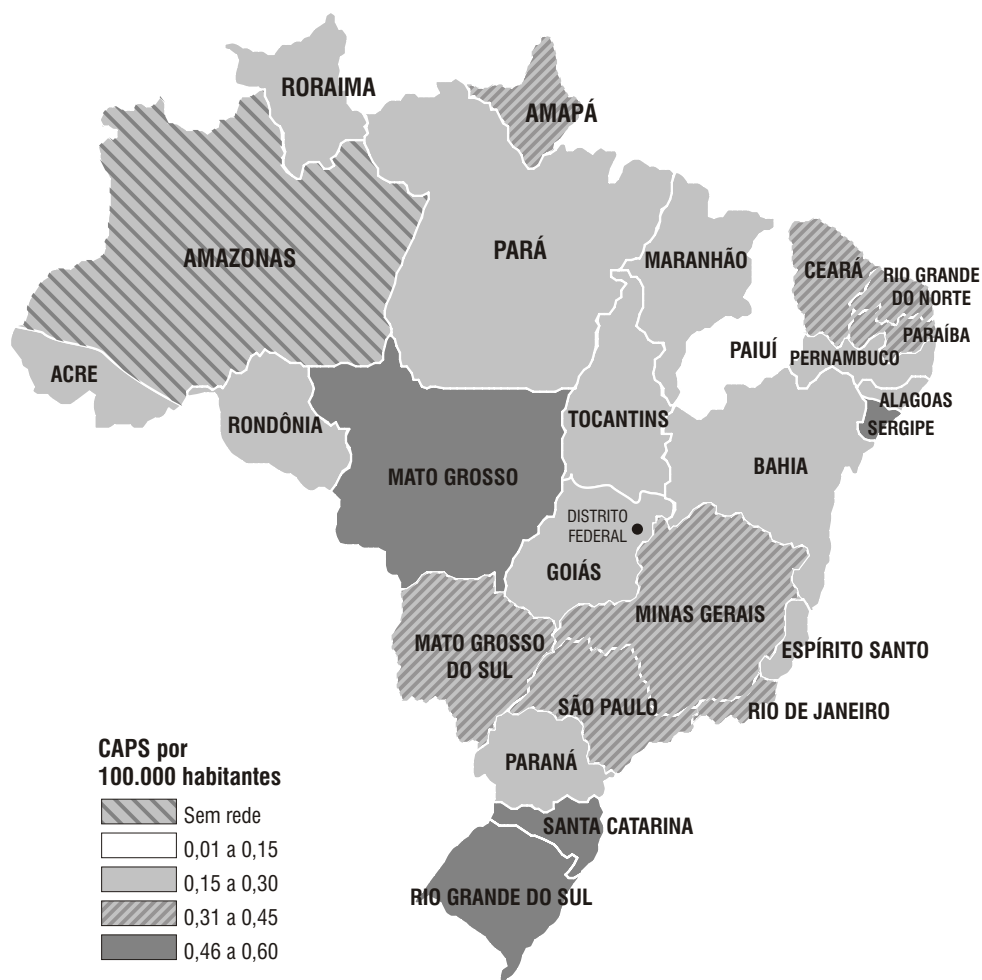 RORAIMA
AMAPÁ
AMAZONAS
PARÁ
MARANHÃO
CEARÁ
RIO GRANDE
DO NORTE
PARAÍBA
PAIUÍ
PERNAMBUCO
ACRE
ALAGOAS
TOCANTINS
RONDÔNIA
SERGIPE
BAHIA
MATO GROSSO
DISTRITO
FEDERAL
GOIÁS
MINAS GERAIS
MATO GROSSO
DO SUL
ESPÍRITO SANTO
SÃO PAULO
RIO DE JANEIRO
PARANÁ
SANTA CATARINA
RIO GRANDE DO SUL
CAPS por
100.000 habitantes
Sem rede
0,01 a 0,15
0,15 a 0,30
0,31 a 0,45
0,46 a 0,60